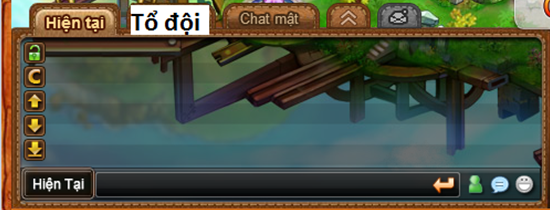 Hiện tại Tổ đội Chat mật
C
Hiện Tại